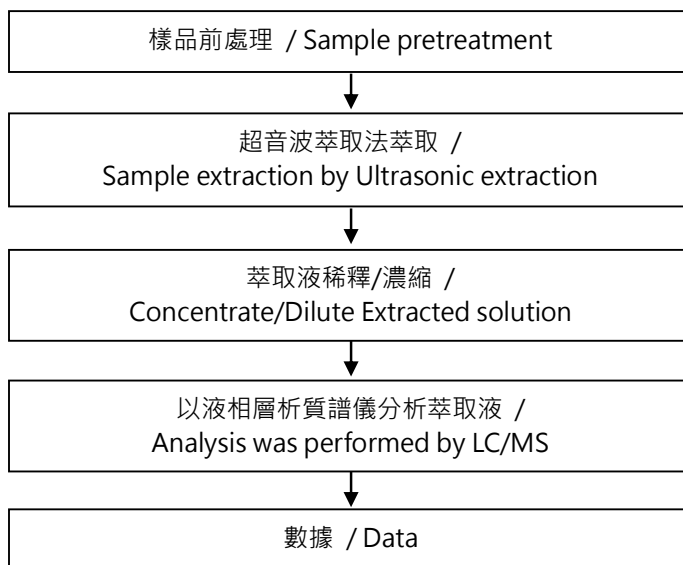 樣品前處理 / Sample pretreatment
超音波萃取法萃取 /
Sample extraction by Ultrasonic extraction
萃取液稀釋/濃縮 /
Concentrate/Dilute Extracted solution
以液相層析質譜儀分析萃取液 /
Analysis was performed by LC/MS
數據 / Data